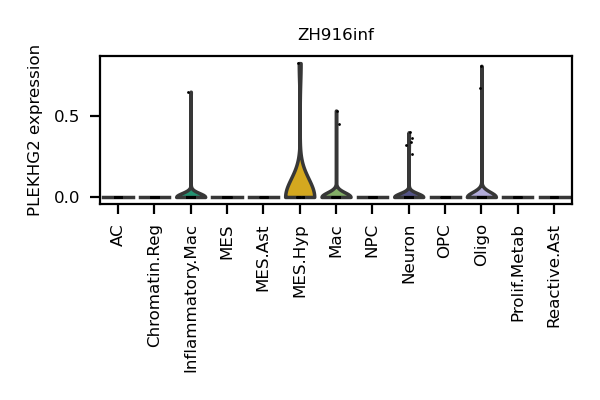 ZH916inf
PLEKHG2 expression
0.5
0.0
AC
Chromatin.Reg
Inflammatory.Mac
MES
MES.Ast
MES.Hyp
Mac
NPC
Neuron
OPC
Oligo
Prolif.Metab
Reactive.Ast